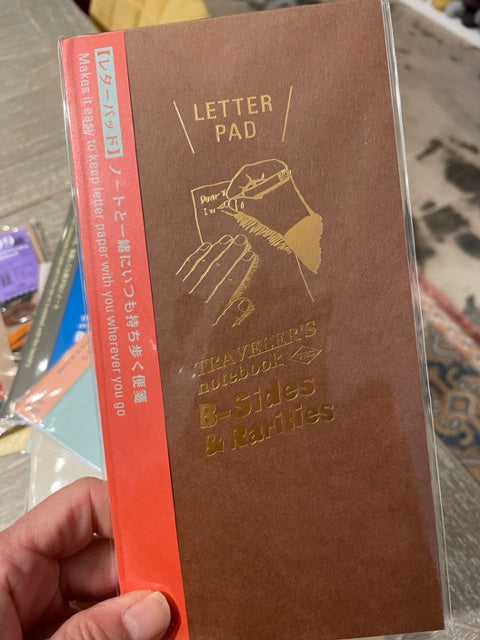 【レターパッド】ノートと一緒にいつも持ち歩く便箋
Makes it easy to keep letter paper with you wherever you go
LETTER
PAD
Dear
I'm
TRAVELER'S
notebook
B-Sides
& Rarities